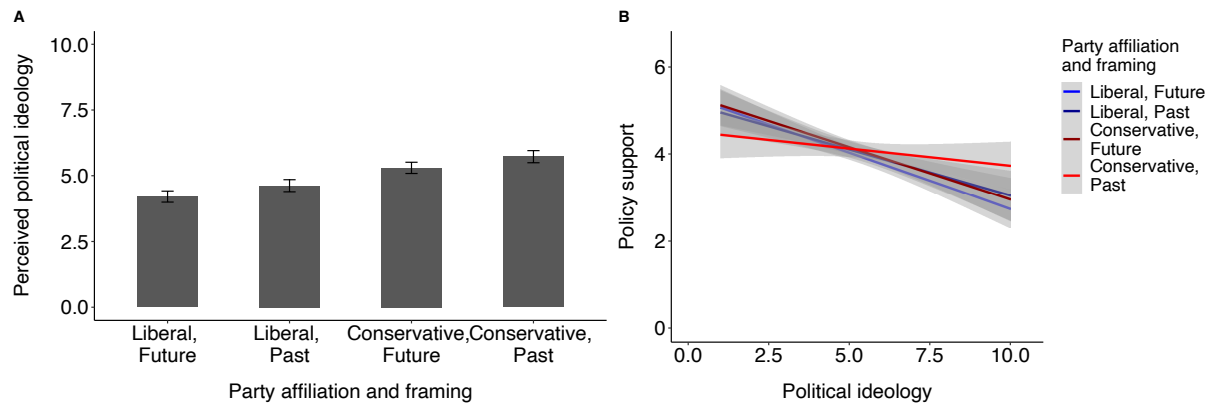 A
Perceived political ideology
10.0
7.5
5.0
2.5
0.0
Liberal,
Future
Liberal,
Past
Conservative,
Future
Conservative,
Past
Party affiliation and framing
B
Policy support
6
4
2
0
0.0
2.5
5.0
7.5
10.0
Political ideology
Party affiliation
and framing
Liberal, Future
Liberal, Past
Conservative,
Future
Conservative,
Past